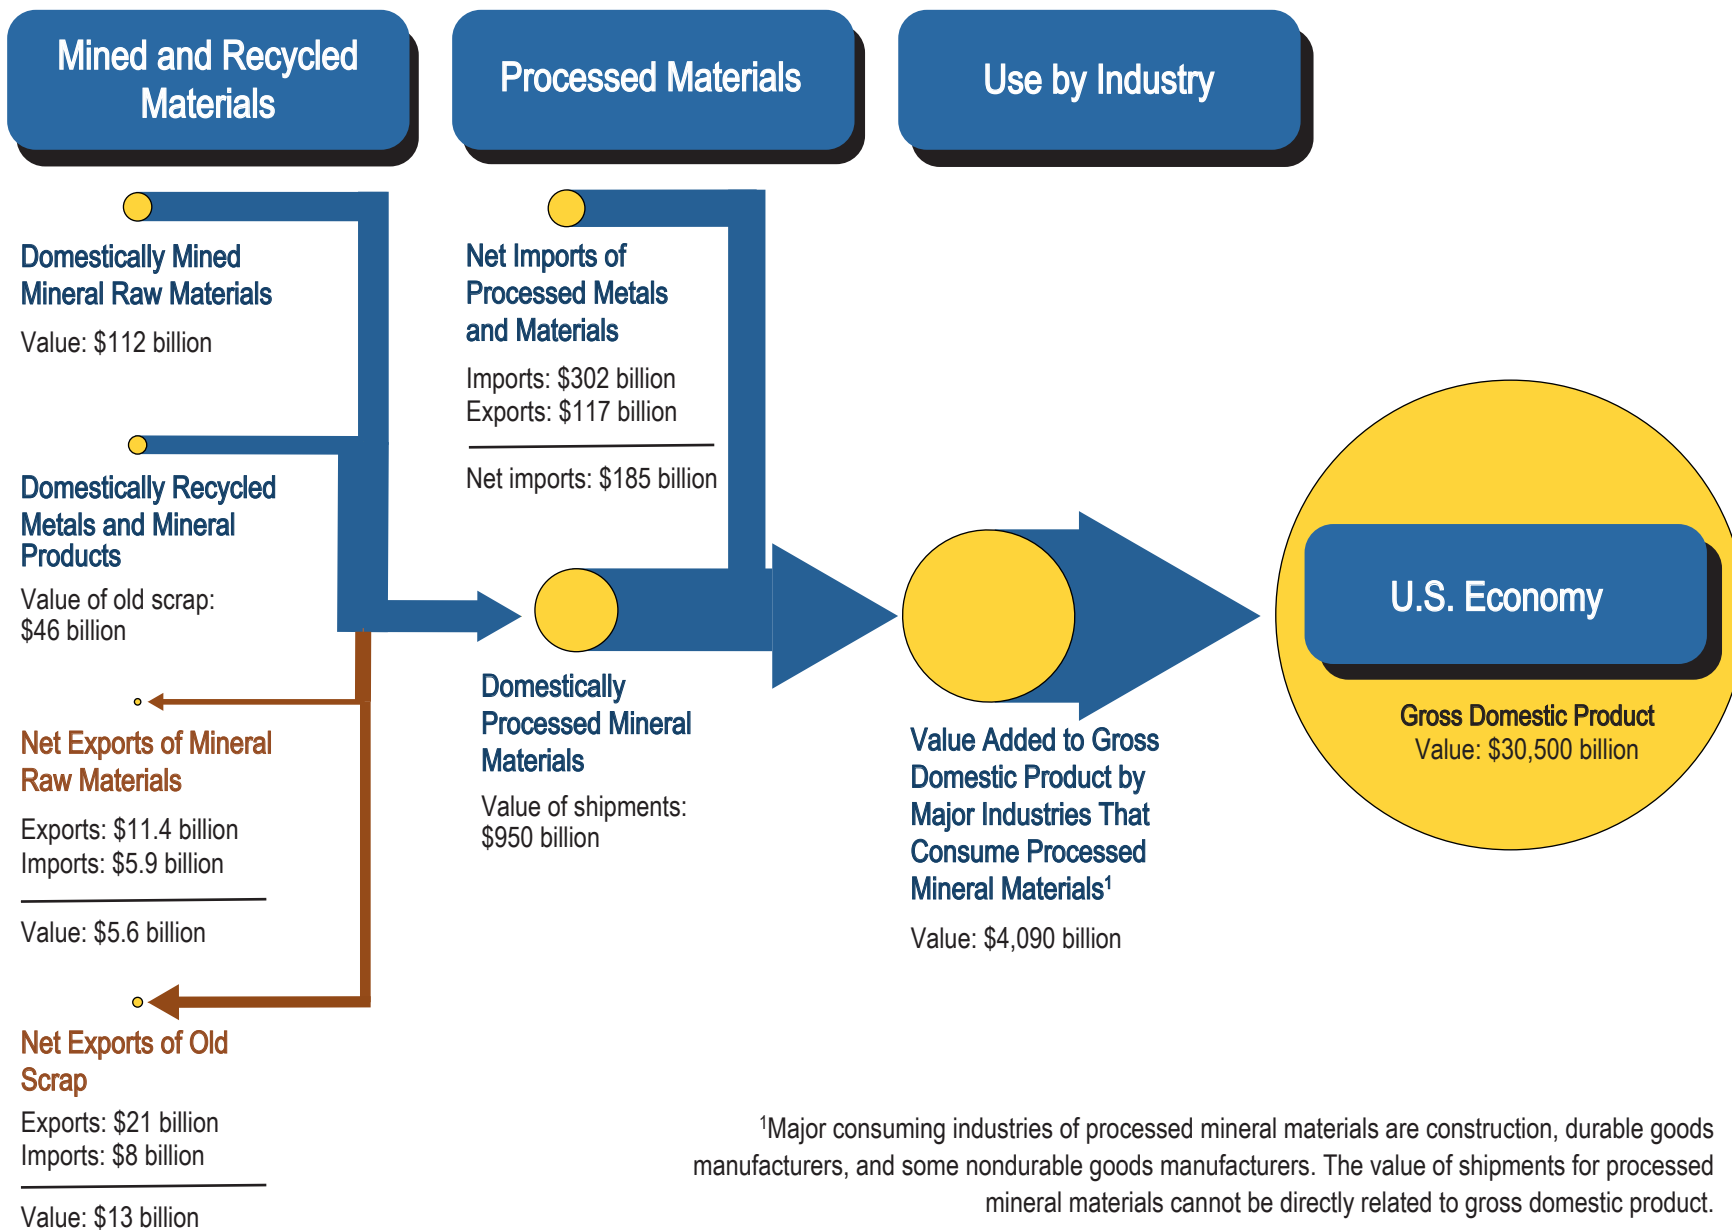 Mined and Recycled
Materials
Processed Materials
Use by Industry
Domestically Mined
Mineral Raw Materials
Value: $112 billion
Domestically Recycled
Metals and Mineral
Products
Value of old scrap:
$46 billion
Net Exports of Mineral
Raw Materials
Exports: $11.4 billion
Imports: $5.9 billion
Value: $5.6 billion
Net Exports of Old
Scrap
Exports: $21 billion
Imports: $8 billion
Value: $13 billion
Net Imports of
Processed Metals
and Materials
Imports: $302 billion
Exports: $117 billion
Net imports: $185 billion
Domestically
Processed Mineral
Materials
Value of shipments:
$950 billion
Value Added to Gross
Domestic Product by
Major Industries That
Consume Processed
Mineral Materials¹
Value: $4,090 billion
U.S. Economy
Gross Domestic Product
Value: $30,500 billion
¹Major consuming industries of processed mineral materials are construction, durable goods
manufacturers, and some nondurable goods manufacturers. The value of shipments for processed
mineral materials cannot be directly related to gross domestic product.